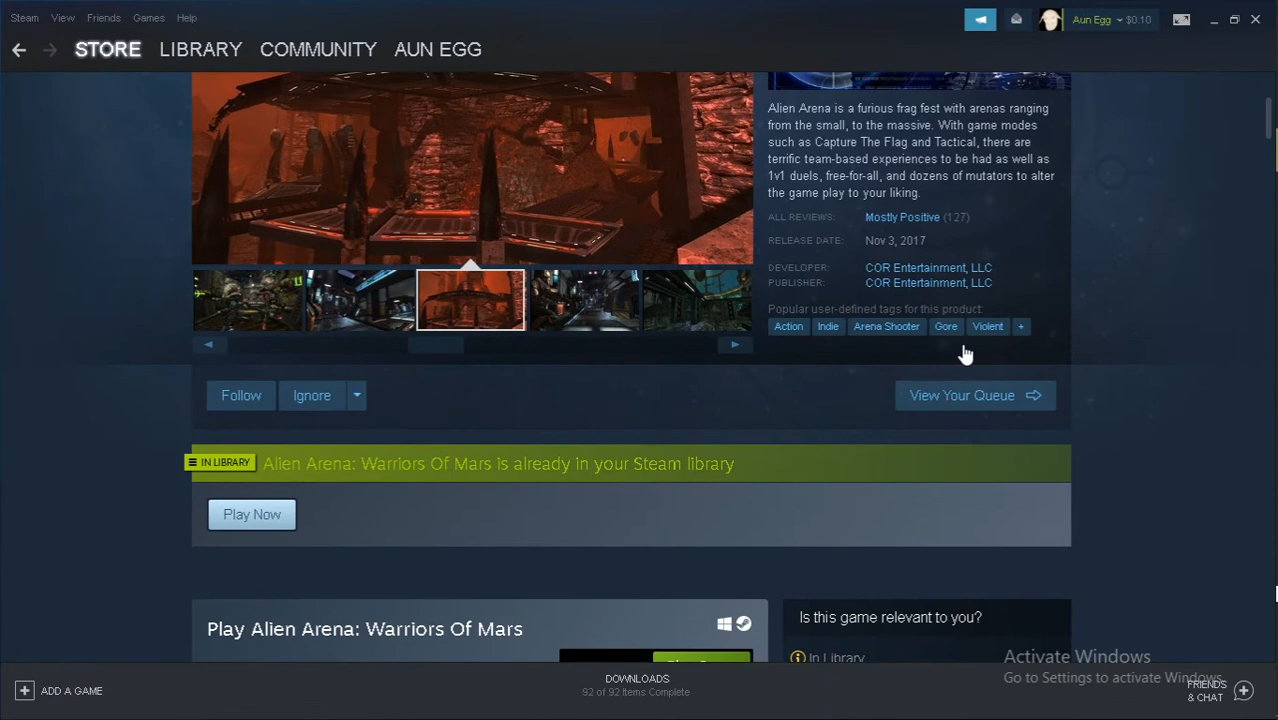 Steam View Friends Games Help
Aun Egg $0.10
STORE LIBRARY COMMUNITY AUN EGG
Alien Arena is a furious frag fest with arenas ranging
from the small, to the massive. With game modes
such as Capture The Flag and Tactical, there are
terrific team-based experiences to be had as well as
1v1 duels, free-for-all, and dozens of mutators to alter
the game play to your liking.
ALL REVIEWS: Mostly Positive (127)
RELEASE DATE: Nov 3, 2017
DEVELOPER: COR Entertainment, LLC
PUBLISHER: COR Entertainment, LLC
Popular user-defined tags for this product:
Action Indie Arena Shooter Gore Violent +
Follow Ignore View Your Queue
IN LIBRARY Alien Arena: Warriors Of Mars is already in your Steam library
Play Now
Play Alien Arena: Warriors Of Mars
Is this game relevant to you?
In Library
Activate Windows
Go to Settings to activate Windows.
ADD A GAME
DOWNLOADS
92 of 92 Items Complete
FRIENDS
& CHAT